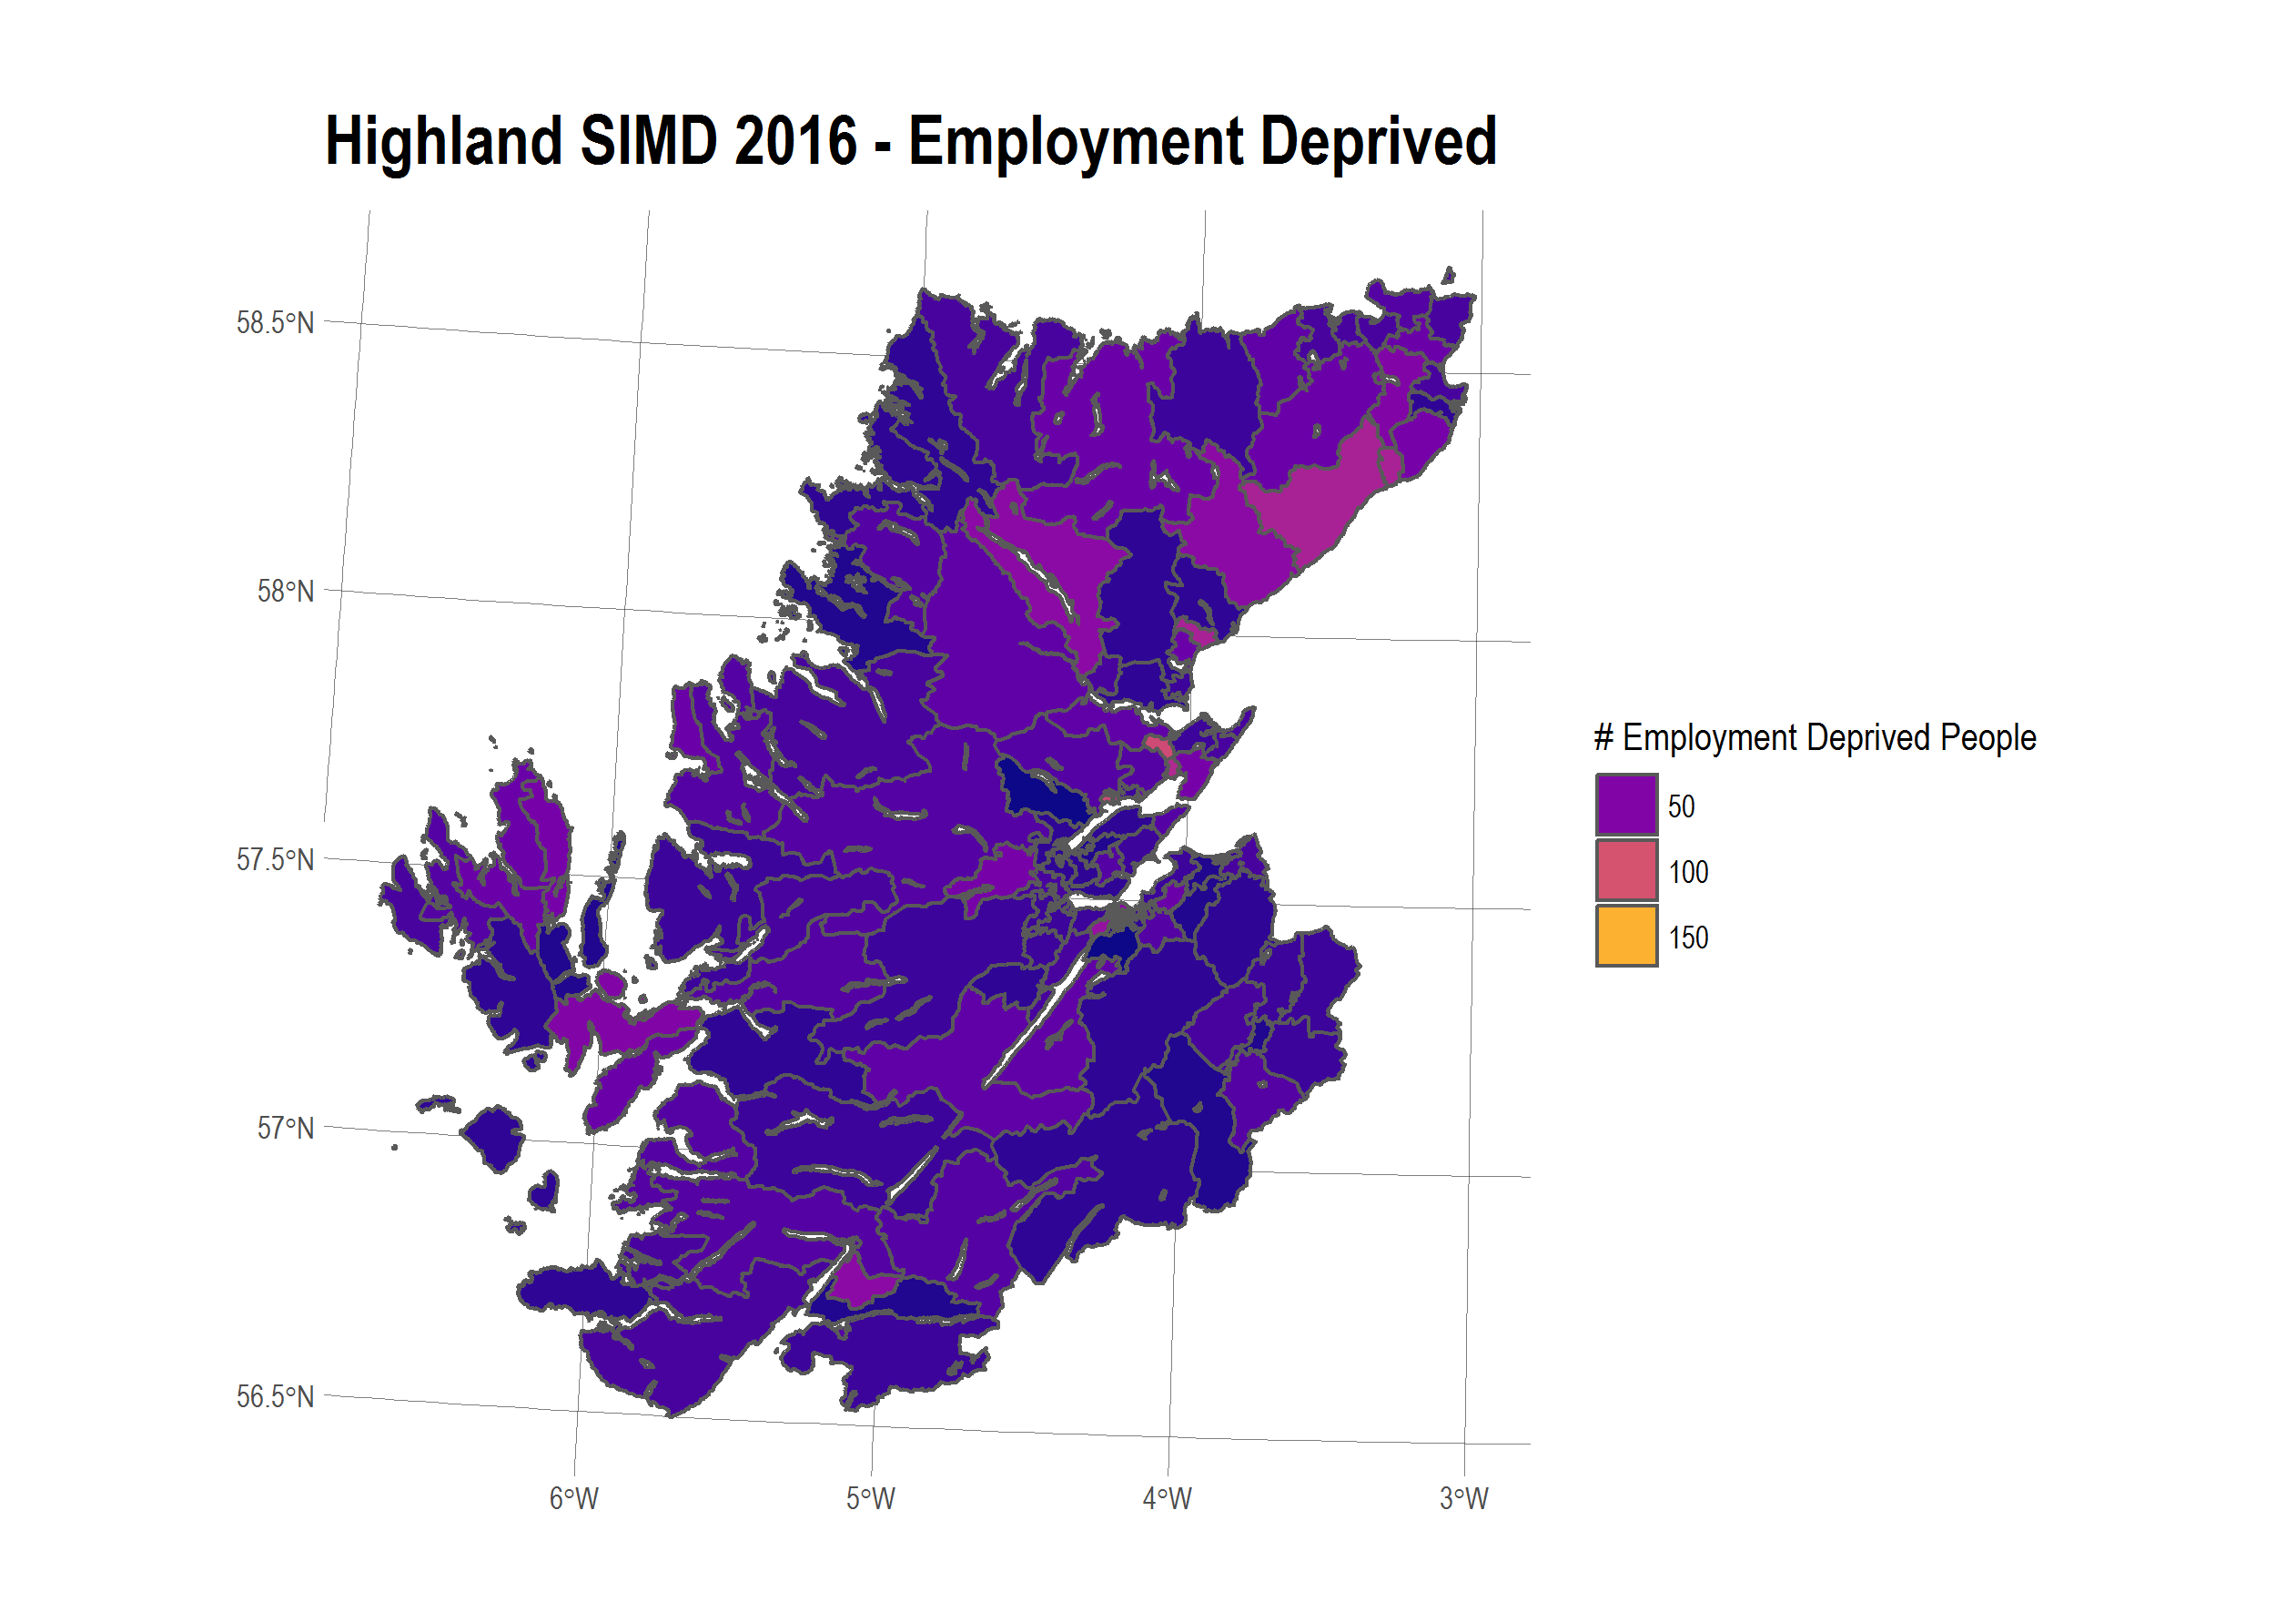 Highland SIMD 2016 - Employment Deprived
58.5°N
58°N
57.5°N
57°N
56.5°N
6°W
5°W
4°W
3°W
# Employment Deprived People
50
100
150